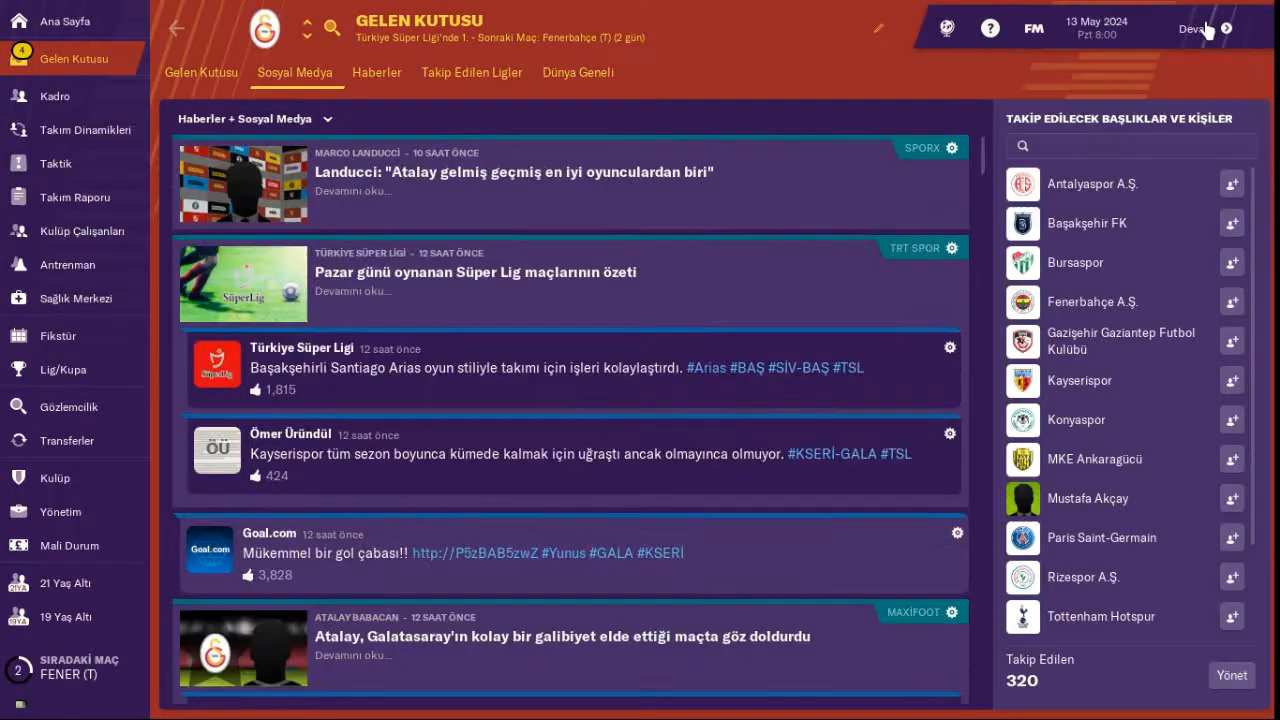 Ana Sayfa
4
Gelen Kutusu
Kadro
Takım Dinamikleri
Taktik
Takım Raporu
Kulüp Çalışanları
Antrenman
Sağlık Merkezi
Fikstür
Lig/Kupa
Gözlemcilik
Transferler
Kulüp
Yönetim
Mali Durum
21YA
21 Yaş Altı
19YA
19 Yaş Altı
2
SIRADAKİ MAÇ
FENER (T)
GELEN KUTUSU
Türkiye Süper Ligi'nde 1. - Sonraki Maç: Fenerbahçe (T) (2 gün)
?
FM
13 May 2024
Pzt 8:00
Gelen Kutusu
Sosyal Medya
Haberler
Takip Edilen Ligler
Dünya Geneli
Haberler + Sosyal Medya
MARCO LANDUCCİ - 10 SAAT ÖNCE
SPORX
Landucci: "Atalay gelmiş geçmiş en iyi oyunculardan biri"
Devamını oku...
TÜRKİYE SÜPER LİGİ - 12 SAAT ÖNCE
TRT SPOR
Pazar günü oynanan Süper Lig maçlarının özeti
Devamını oku...
SüperLig
Türkiye Süper Ligi 12 saat önce
Başakşehirli Santiago Arias oyun stiliyle takımı için işleri kolaylaştırdı. #Arias #BAŞ #SİV-BAŞ #TSL
1,815
SüperLig
ÖÜ
Ömer Üründül 12 saat önce
Kayserispor tüm sezon boyunca kümede kalmak için uğraştı ancak olmayınca olmuyor. #KSERİ-GALA #TSL
424
Goal.com
Goal.com 12 saat önce
Mükemmel bir gol çabası!! http://P5zBAB5zwZ #Yunus #GALA #KSERİ
3,828
ATALAY BABACAN - 12 SAAT ÖNCE
MAXİFOOT
Atalay, Galatasaray'ın kolay bir galibiyet elde ettiği maçta göz doldurdu
Devamını oku...
TAKİP EDİLECEK BAŞLIKLAR VE KİŞİLER
Antalyaspor A.Ş.
Başakşehir FK
Bursaspor
Fenerbahçe A.Ş.
Gazişehir Gaziantep Futbol
Kulübü
Kayserispor
Konyaspor
MKE Ankaragücü
Mustafa Akçay
Paris Saint-Germain
Rizespor A.Ş.
Tottenham Hotspur
Takip Edilen
320
Yönet